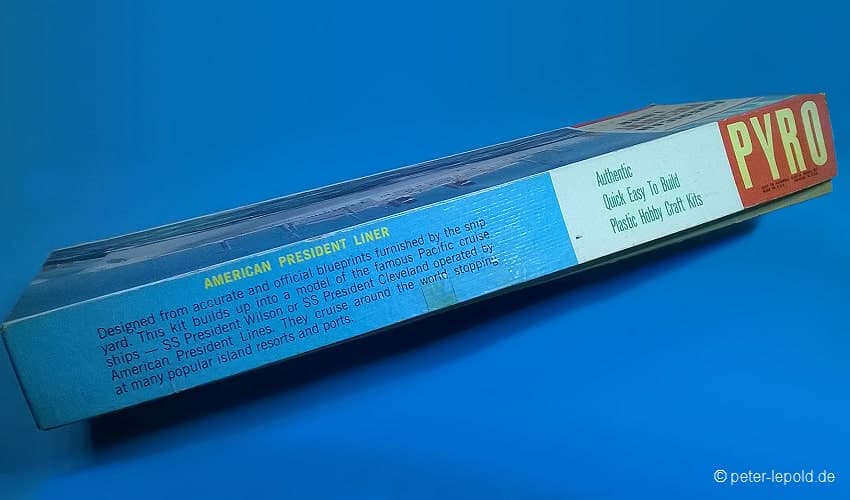 AMERICAN PRESIDENT LINER
Designed from accurate and official blueprints furnished by the ship
yard. This kit builds up into a model of the famous Pacific cruise
ships — SS President Wilson or SS President Cleveland operated by
American President Lines. They cruise around the world stopping
at many popular island resorts and ports.
Authentic
Quick Easy To Build
Plastic Hobby Craft Kits
PYRO
© peter-lepold.de